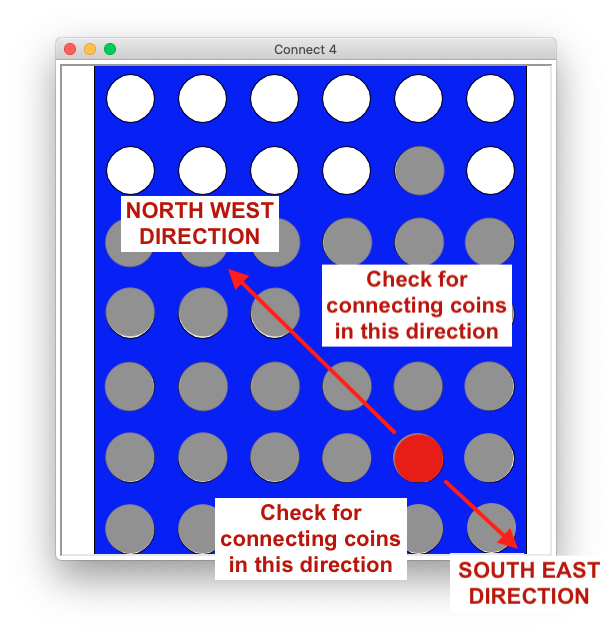 Connect 4
NORTH WEST
DIRECTION
Check for
connecting coins
in this direction
Check for
connecting coins
in this direction
SOUTH EAST
DIRECTION